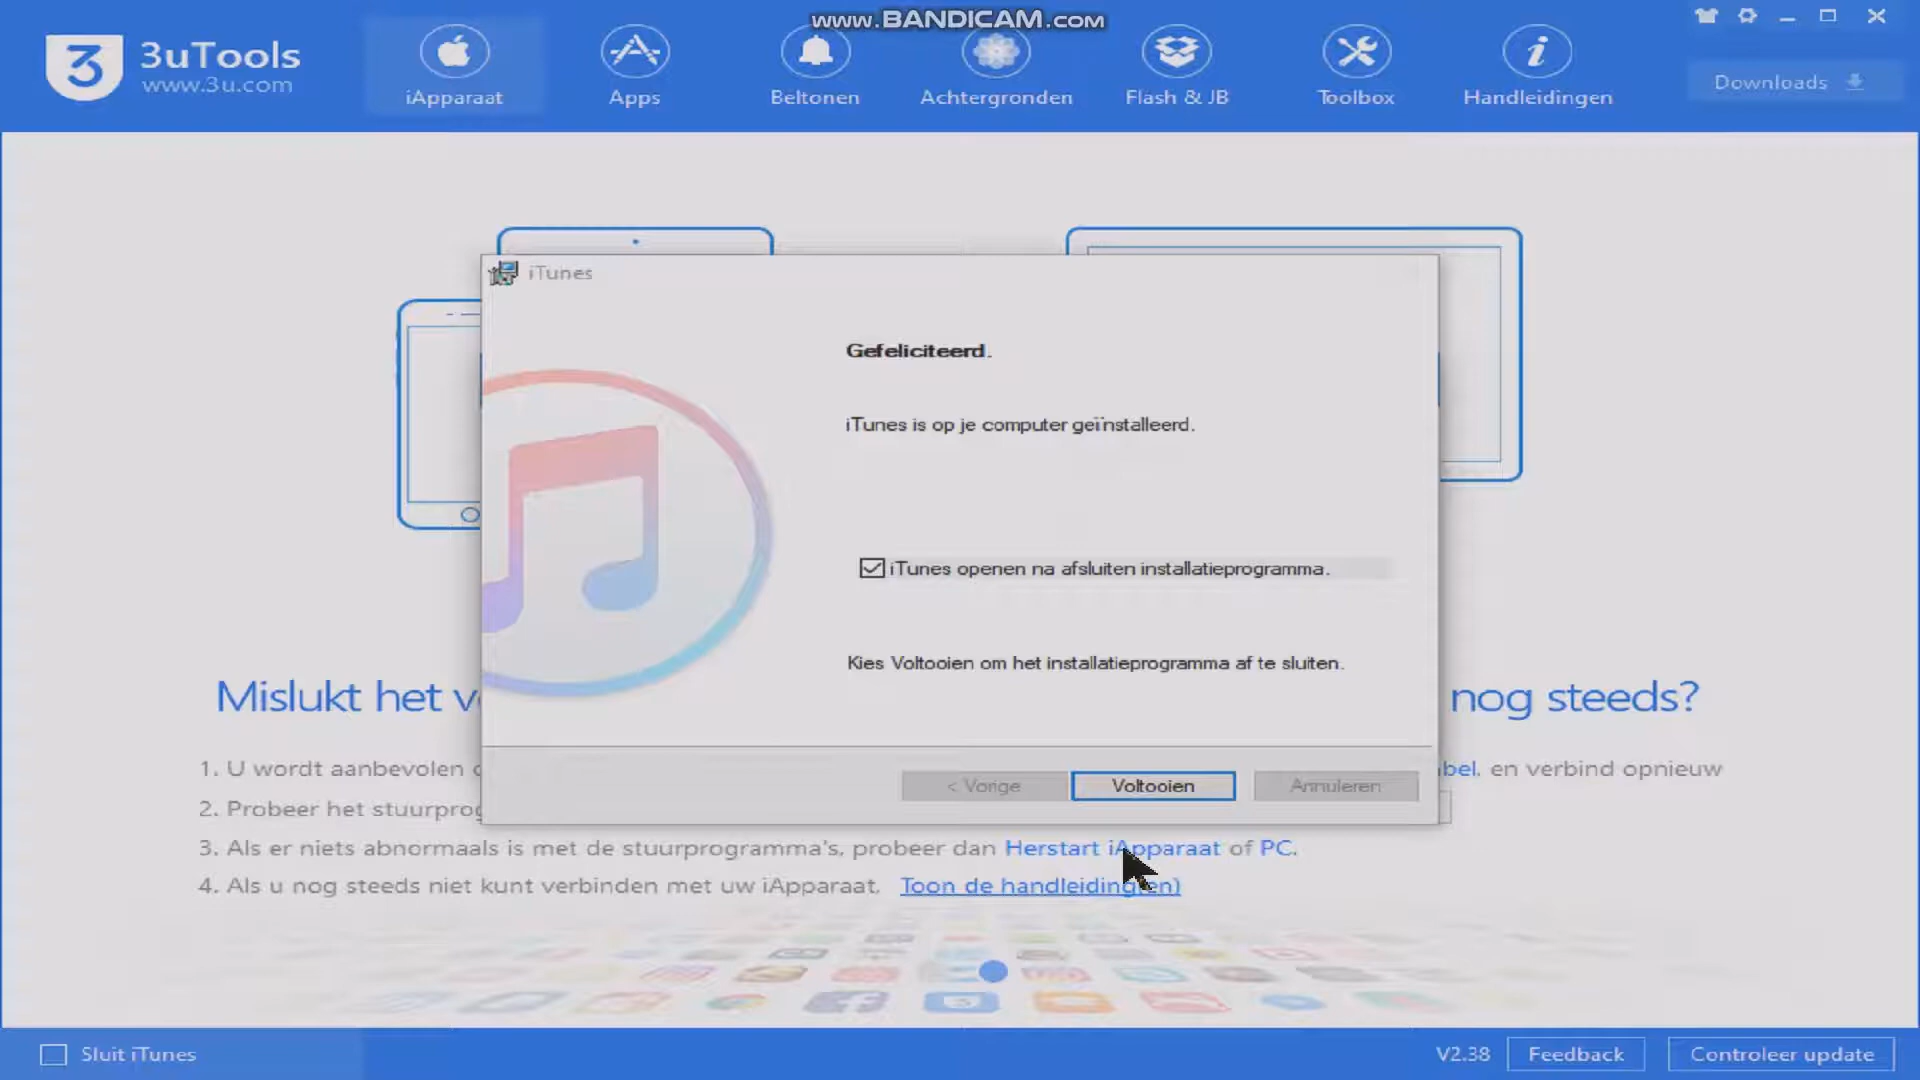 www.BANDICAM.com
3 3uTools
www.3u.com
iApparaat
Apps
Beltonen
Achtergronden
Flash & JB
Toolbox
Handleidingen
Downloads
iTunes
Gefeliciteerd.
iTunes is op je computer geïnstalleerd.
iTunes openen na afsluiten installatieprogramma.
Kies Voltooien om het installatieprogramma af te sluiten.
< Vorige
Voltooien
Annuleren
Mislukt het nog steeds?
1. U wordt aanbevolen en verbind opnieuw
2. Probeer het
3. Als er niets abnormaals is met de stuurprogramma's, probeer dan Herstart iApparaat of PC.
4. Als u nog steeds niet kunt verbinden met uw iApparaat. Toon de handleiding(en)
Sluit iTunes
V2.38
Feedback
Controleer update